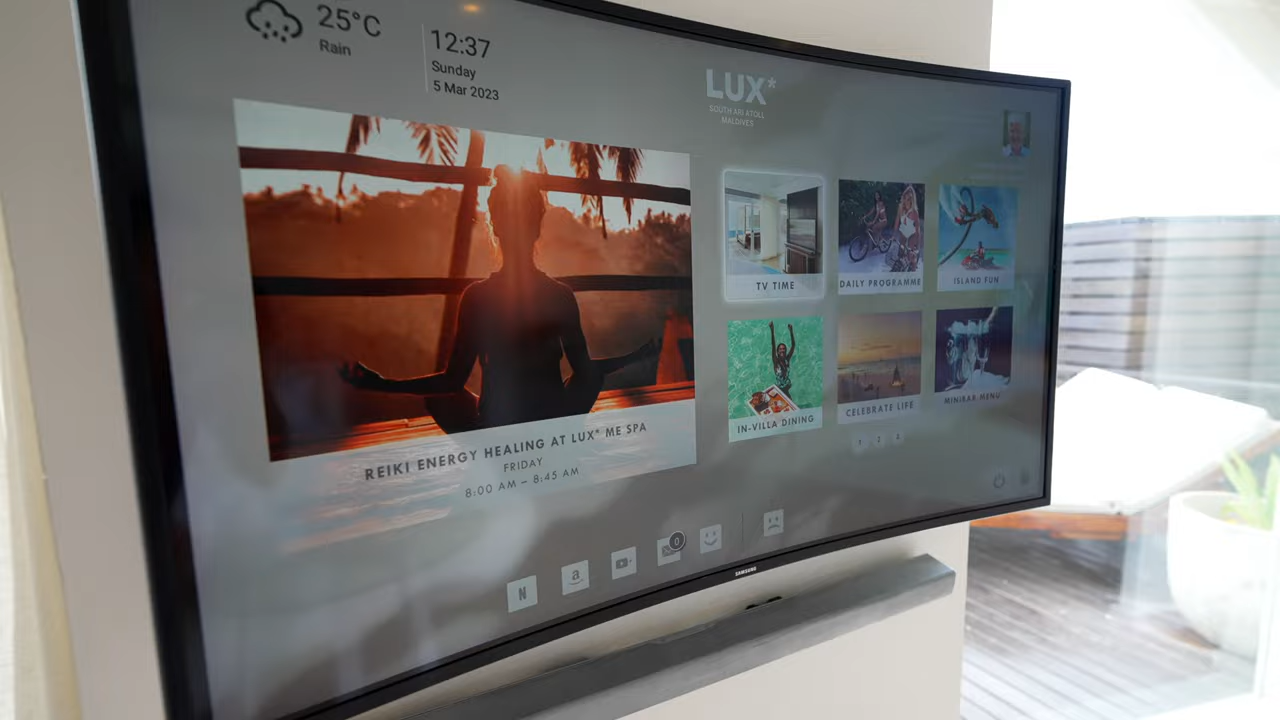 25°C
Rain
12:37
Sunday
5 Mar 2023
LUX*
SOUTH ARI ATOLL
MALDIVES
TV TIME
DAILY PROGRAMME
ISLAND FUN
IN-VILLA DINING
CELEBRATE LIFE
MINIBAR MENU
1 2 3
REIKI ENERGY HEALING AT LUX* ME SPA
FRIDAY
8:00 AM – 8:45 AM
N
a
0
SAMSUNG